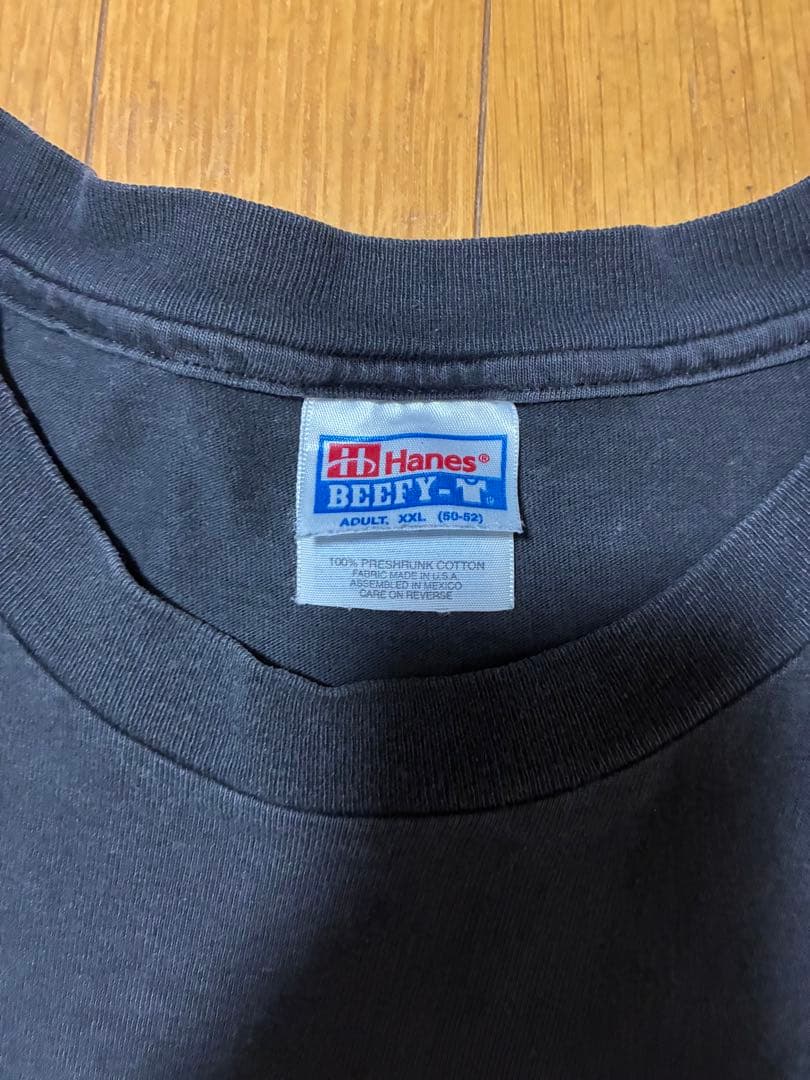 Hanes®
BEEFY-T®
ADULT. XXL (50-52)
100% PRESHRUNK COTTON
FABRIC MADE IN U.S.A
ASSEMBLED IN MEXICO
CARE ON REVERSE